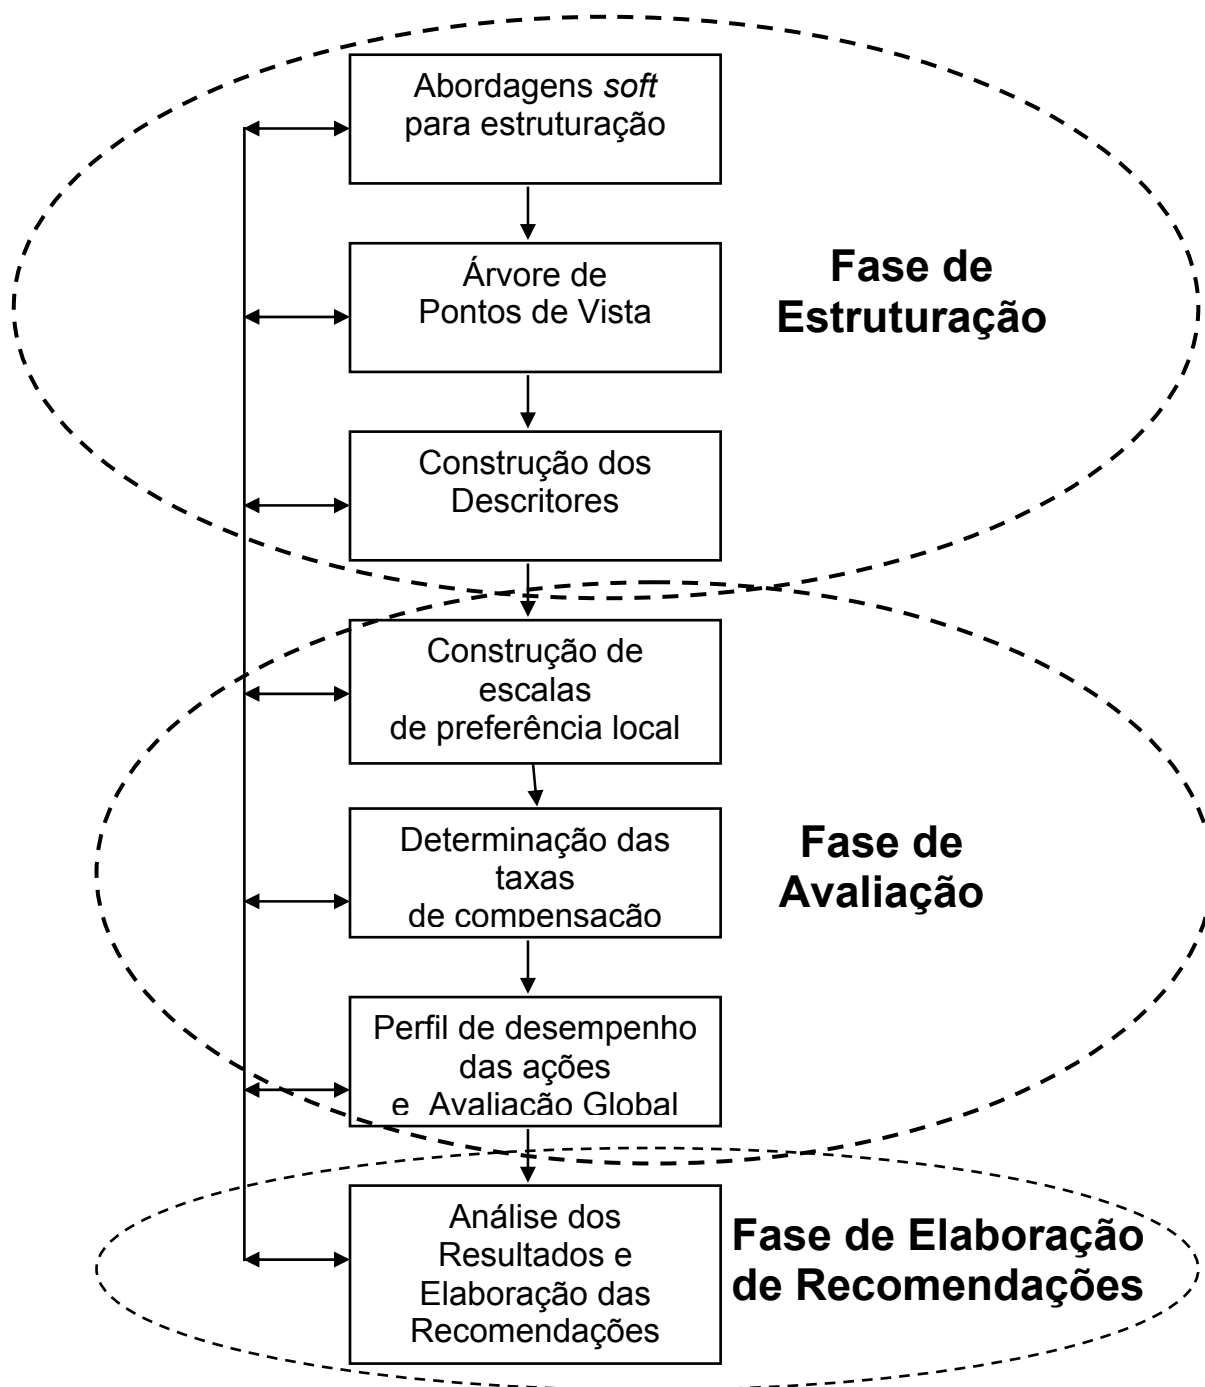 Abordagens soft
para estruturação
Árvore de
Pontos de Vista
Fase de
Estruturação
Construção dos
Descritores
Construção de
escalas
de preferência local
Determinação das
taxas
de compensação
Fase de
Avaliação
Perfil de desempenho
das ações
e Avaliação Global
Análise dos
Resultados e
Elaboração das
Recomendações
Fase de Elaboração
de Recomendações